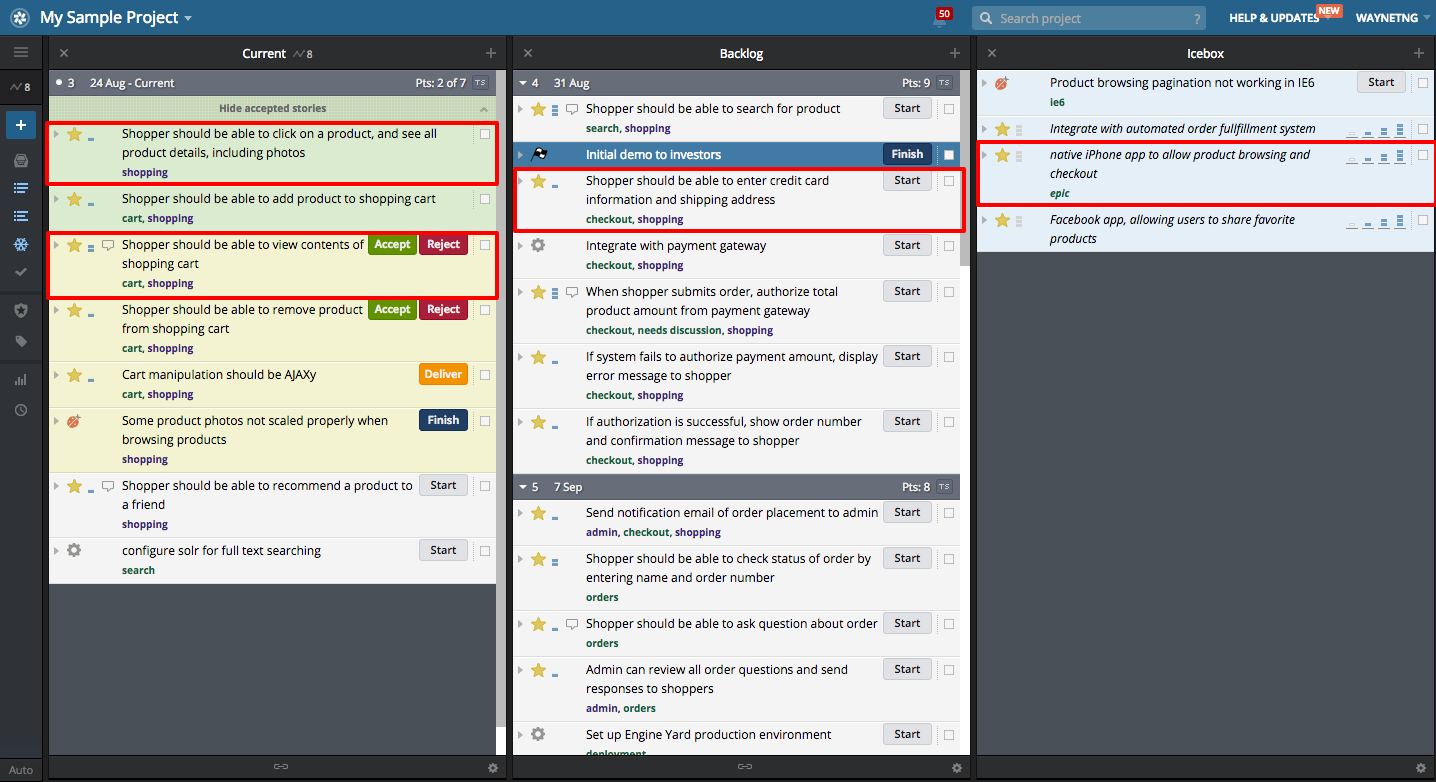 My Sample Project
50
Search project
?
HELP & UPDATES
NEW
WAYNETNG
8
Auto
Current 8
3 24 Aug - Current Pts: 2 of 7 TS
Hide accepted stories
Shopper should be able to click on a product, and see all
product details, including photos
shopping
Shopper should be able to add product to shopping cart
cart, shopping
Shopper should be able to view contents of Accept Reject
shopping cart
cart, shopping
Shopper should be able to remove product Accept Reject
from shopping cart
cart, shopping
Cart manipulation should be AJAXy Deliver
cart, shopping
Some product photos not scaled properly when Finish
browsing products
shopping
Shopper should be able to recommend a product to Start
a friend
shopping
configure solr for full text searching Start
search
Backlog
4 31 Aug Pts: 9 TS
Shopper should be able to search for product Start
search, shopping
Initial demo to investors Finish
Shopper should be able to enter credit card Start
information and shipping address
checkout, shopping
Integrate with payment gateway Start
checkout, shopping
When shopper submits order, authorize total Start
product amount from payment gateway
checkout, needs discussion, shopping
If system fails to authorize payment amount, display Start
error message to shopper
checkout, shopping
If authorization is successful, show order number Start
and confirmation message to shopper
checkout, shopping
5 7 Sep Pts: 8 TS
Send notification email of order placement to admin Start
admin, checkout, shopping
Shopper should be able to check status of order by Start
entering name and order number
orders
Shopper should be able to ask question about order Start
orders
Admin can review all order questions and send Start
responses to shoppers
admin, orders
Set up Engine Yard production environment Start
deployment
Icebox
Product browsing pagination not working in IE6 Start
ie6
Integrate with automated order fullfillment system
native iPhone app to allow product browsing and
checkout
epic
Facebook app, allowing users to share favorite
products